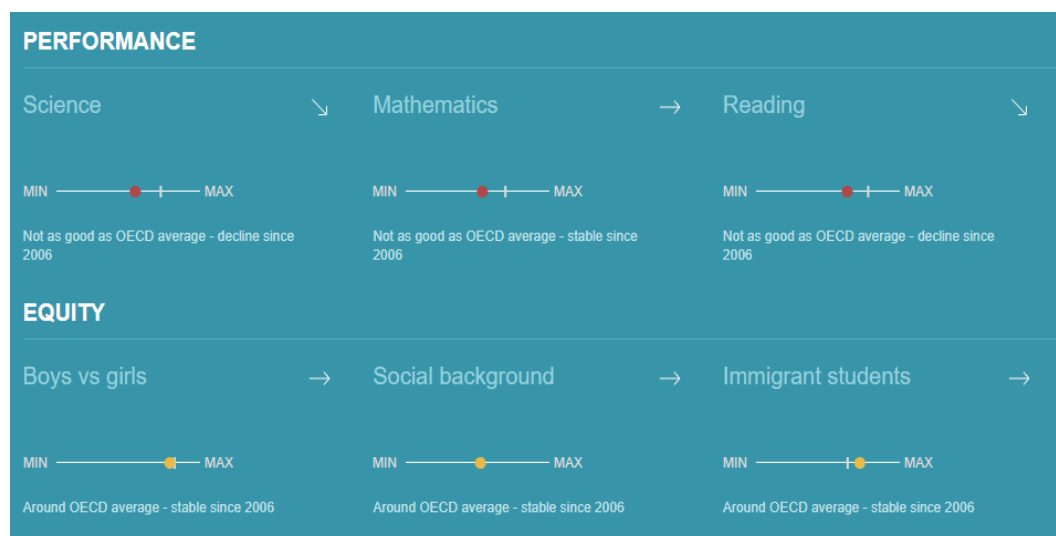 PERFORMANCE
Science
Mathematics
Reading
MIN MAX
MIN MAX
MIN MAX
Not as good as OECD average - decline since
2006
Not as good as OECD average - stable since
2006
Not as good as OECD average - decline since
2006
EQUITY
Boys vs girls
Social background
Immigrant students
MIN MAX
MIN MAX
MIN MAX
Around OECD average - stable since 2006
Around OECD average - stable since 2006
Around OECD average - stable since 2006